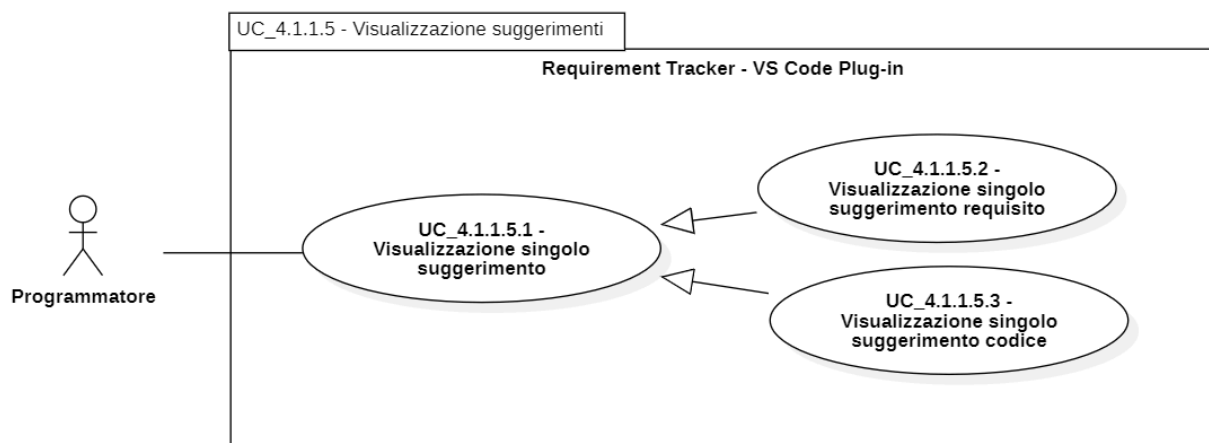 UC_4.1.1.5 - Visualizzazione suggerimenti
Requirement Tracker - VS Code Plug-in
UC_4.1.1.5.2 -
Visualizzazione singolo
suggerimento requisito
UC_4.1.1.5.1 -
Visualizzazione singolo
suggerimento
Programmatore
UC_4.1.1.5.3 -
Visualizzazione singolo
suggerimento codice